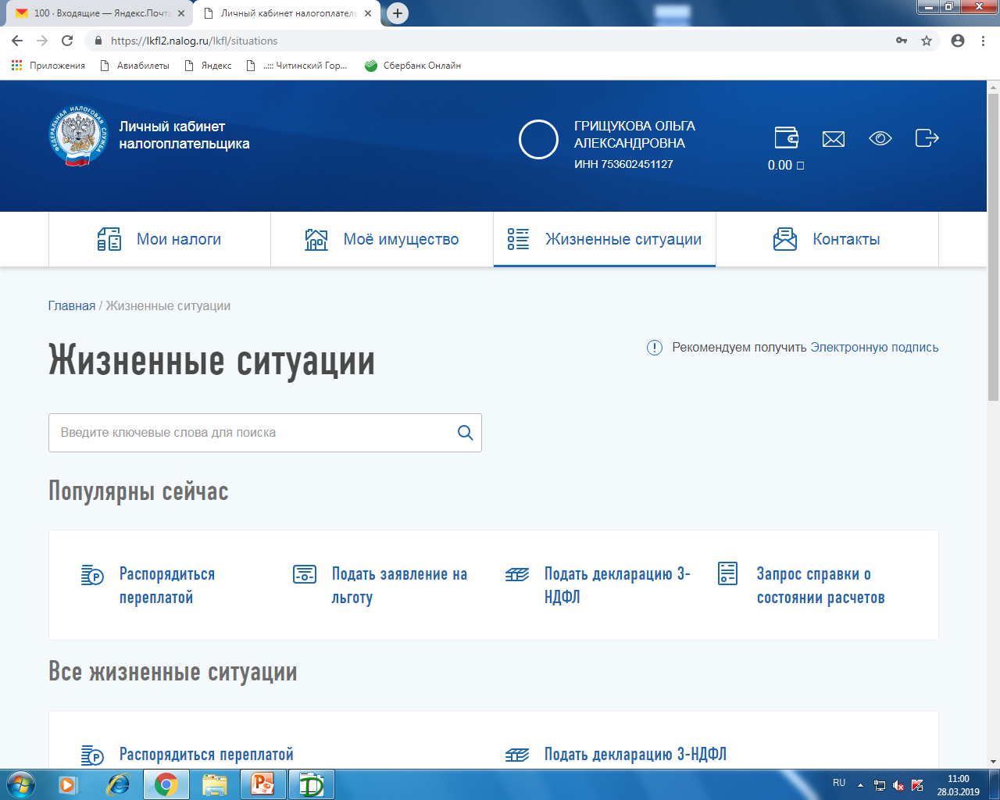 100 · Входящие — Яндекс.Почта
Личный кабинет налогоплатель
https://lkfl2.nalog.ru/lkfl/situations
Приложения
Авиабилеты
Яндекс
..::: Читинский Гор...
Сбербанк Онлайн
ФЕДЕРАЛЬНАЯ НАЛОГОВАЯ СЛУЖБА
Личный кабинет
налогоплательщика
ГРИЩУКОВА ОЛЬГА
АЛЕКСАНДРОВНА
ИНН 753602451127
0.00
Мои налоги
Моё имущество
Жизненные ситуации
Контакты
Главная / Жизненные ситуации
Жизненные ситуации
Рекомендуем получить Электронную подпись
Введите ключевые слова для поиска
Популярны сейчас
Распорядиться
переплатой
Подать заявление на
льготу
Подать декларацию 3-
НДФЛ
Запрос справки о
состоянии расчетов
Все жизненные ситуации
Распорядиться переплатой
Подать декларацию 3-НДФЛ
RU
11:00
28.03.2019